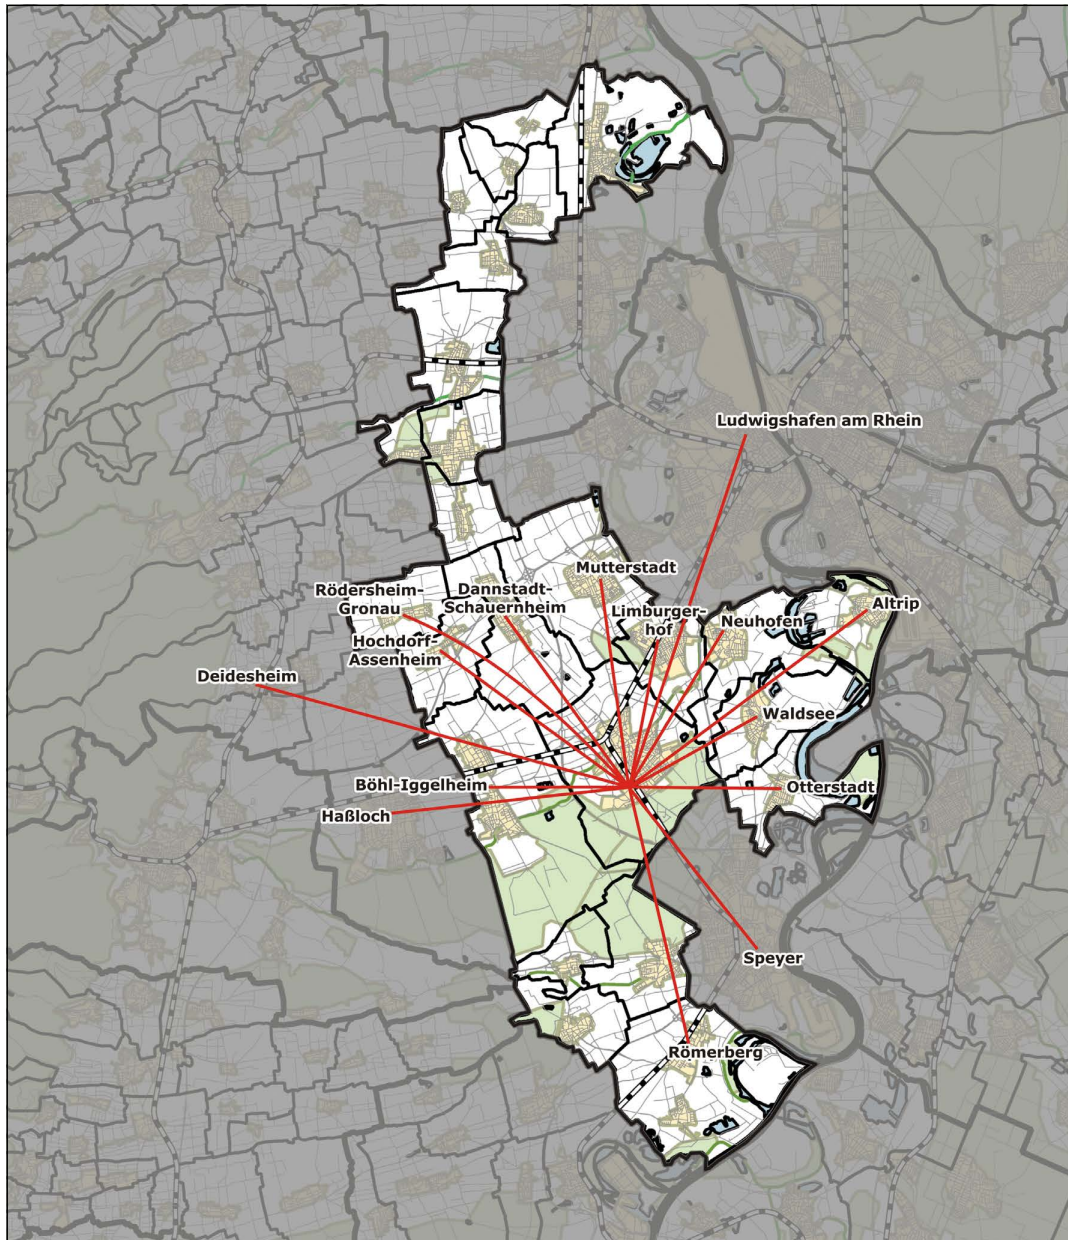 Ludwigshafen am Rhein
Mutterstadt
Rödersheim-
Gronau
Dannstadt-
Schauernheim
Limburger-
hof
Neuhofen
Altrip
Hochdorf-
Assenheim
Deidesheim
Waldsee
Böhl-Iggelheim
Otterstadt
Haßloch
Speyer
Römerberg